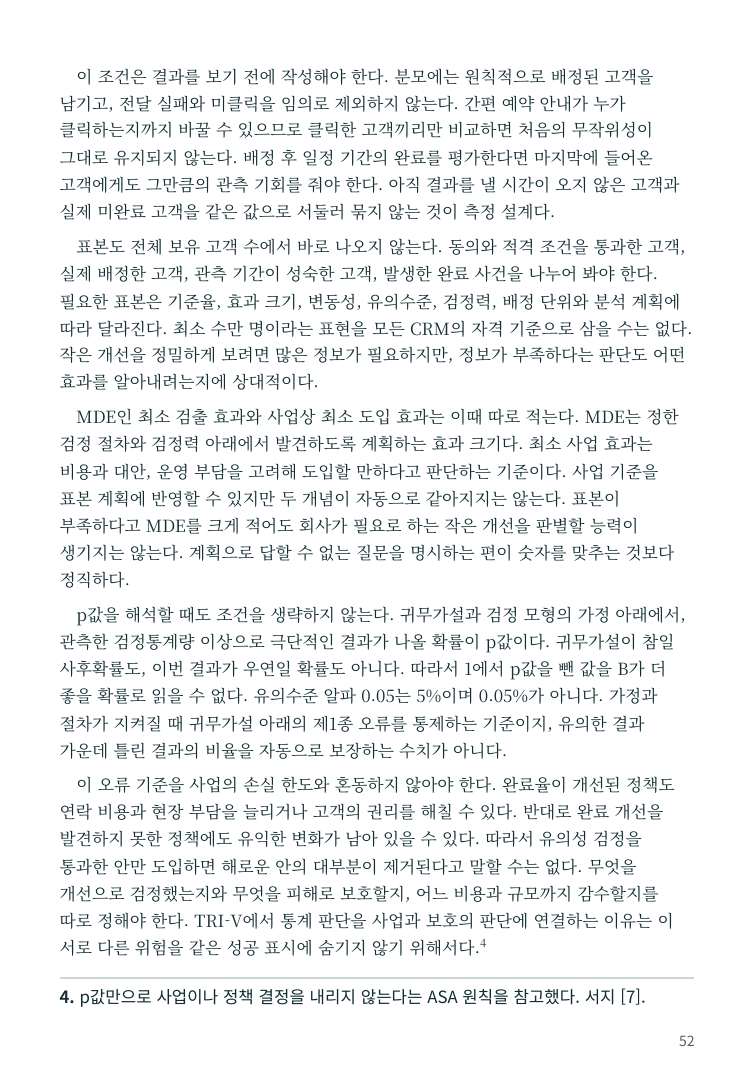 이 조건은 결과를 보기 전에 작성해야 한다. 분모에는 원칙적으로 배정된 고객을
남기고, 전달 실패와 미클릭을 임의로 제외하지 않는다. 간편 예약 안내가 누가
클릭하는지까지 바꿀 수 있으므로 클릭한 고객끼리만 비교하면 처음의 무작위성이
그대로 유지되지 않는다. 배정 후 일정 기간의 완료를 평가한다면 마지막에 들어온
고객에게도 그만큼의 관측 기회를 줘야 한다. 아직 결과를 낼 시간이 오지 않은 고객과
실제 미완료 고객을 같은 값으로 서둘러 묶지 않는 것이 측정 설계다.
표본도 전체 보유 고객 수에서 바로 나오지 않는다. 동의와 적격 조건을 통과한 고객,
실제 배정한 고객, 관측 기간이 성숙한 고객, 발생한 완료 사건을 나누어 봐야 한다.
필요한 표본은 기준율, 효과 크기, 변동성, 유의수준, 검정력, 배정 단위와 분석 계획에
따라 달라진다. 최소 수만 명이라는 표현을 모든 CRM의 자격 기준으로 삼을 수는 없다.
작은 개선을 정밀하게 보려면 많은 정보가 필요하지만, 정보가 부족하다는 판단도 어떤
효과를 알아내려는지에 상대적이다.
MDE인 최소 검출 효과와 사업상 최소 도입 효과는 이때 따로 적는다. MDE는 정한
검정 절차와 검정력 아래에서 발견하도록 계획하는 효과 크기다. 최소 사업 효과는
비용과 대안, 운영 부담을 고려해 도입할 만하다고 판단하는 기준이다. 사업 기준을
표본 계획에 반영할 수 있지만 두 개념이 자동으로 같아지지는 않는다. 표본이
부족하다고 MDE를 크게 적어도 회사가 필요로 하는 작은 개선을 판별할 능력이
생기지는 않는다. 계획으로 답할 수 없는 질문을 명시하는 편이 숫자를 맞추는 것보다
정직하다.
p값을 해석할 때도 조건을 생략하지 않는다. 귀무가설과 검정 모형의 가정 아래에서,
관측한 검정통계량 이상으로 극단적인 결과가 나올 확률이 p값이다. 귀무가설이 참일
사후확률도, 이번 결과가 우연일 확률도 아니다. 따라서 1에서 p값을 뺀 값을 B가 더
좋을 확률로 읽을 수 없다. 유의수준 알파 0.05는 5%이며 0.05%가 아니다. 가정과
절차가 지켜질 때 귀무가설 아래의 제1종 오류를 통제하는 기준이지, 유의한 결과
가운데 틀린 결과의 비율을 자동으로 보장하는 수치가 아니다.
이 오류 기준을 사업의 손실 한도와 혼동하지 않아야 한다. 완료율이 개선된 정책도
연락 비용과 현장 부담을 늘리거나 고객의 권리를 해칠 수 있다. 반대로 완료 개선을
발견하지 못한 정책에도 유익한 변화가 남아 있을 수 있다. 따라서 유의성 검정을
통과한 안만 도입하면 해로운 안의 대부분이 제거된다고 말할 수는 없다. 무엇을
개선으로 검정했는지와 무엇을 피해로 보호할지, 어느 비용과 규모까지 감수할지를
따로 정해야 한다. TRI-V에서 통계 판단을 사업과 보호의 판단에 연결하는 이유는 이
서로 다른 위험을 같은 성공 표시에 숨기지 않기 위해서다.4
4. p값만으로 사업이나 정책 결정을 내리지 않는다는 ASA 원칙을 참고했다. 서지 [7].
52